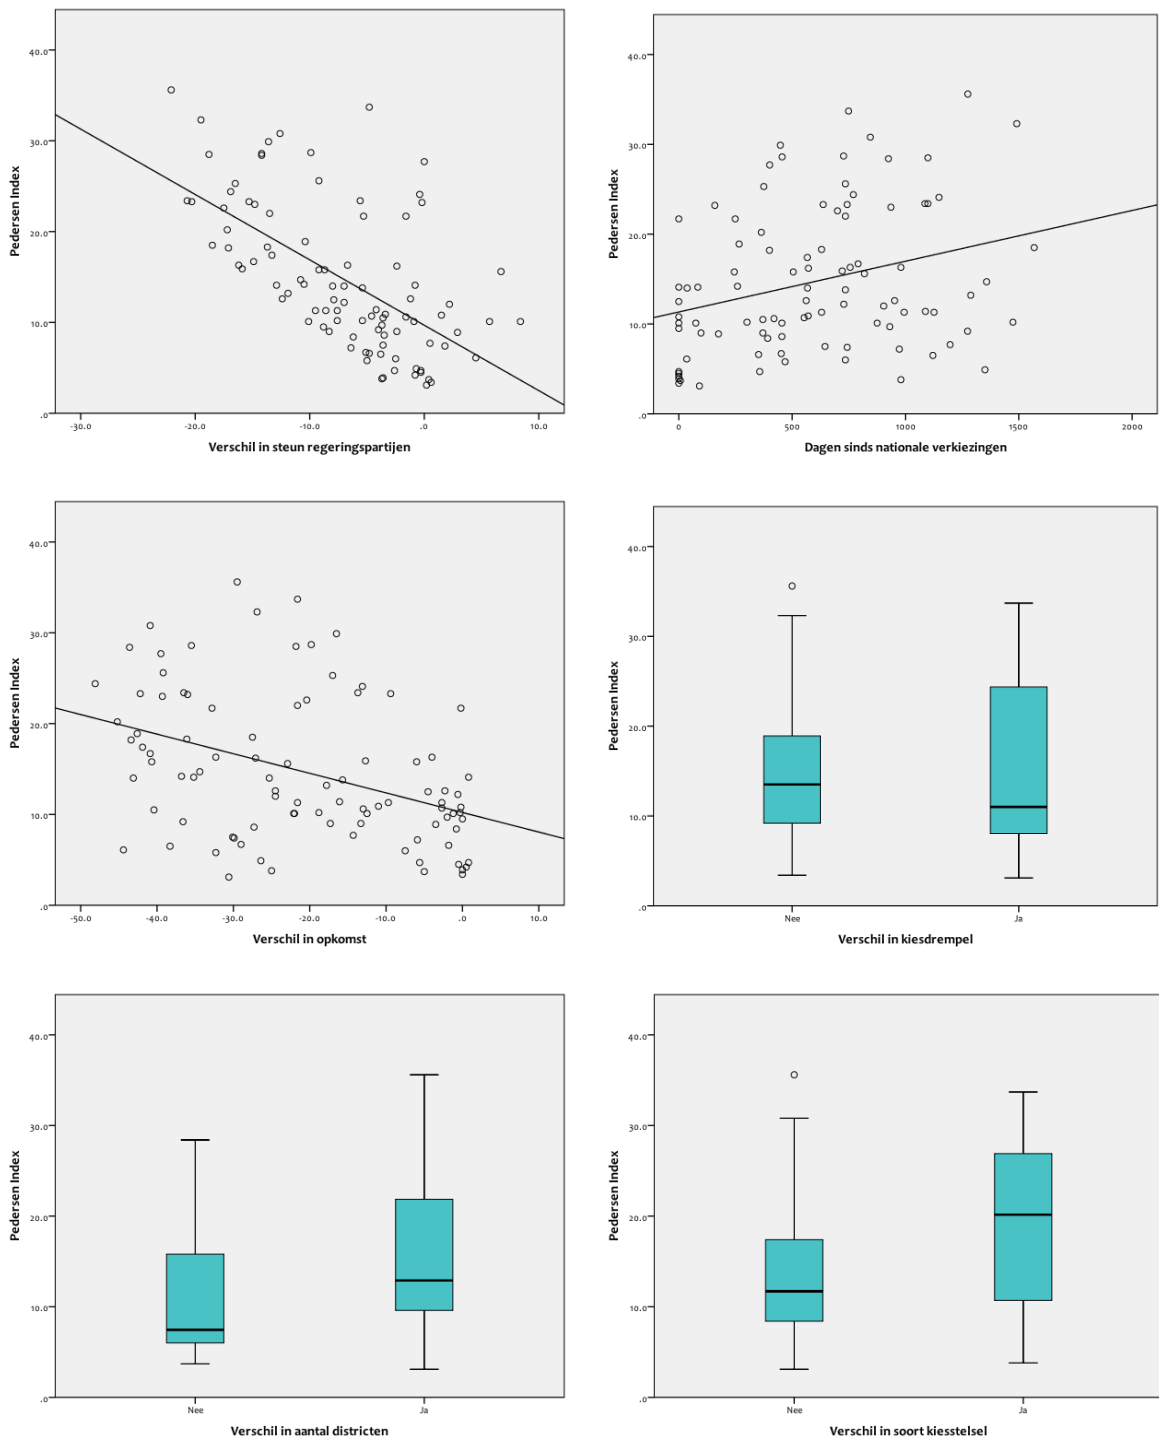 Pedersen Index
40.0
30.0
20.0
10.0
.0
-30.0 -20.0 -10.0 .0 10.0
Verschil in steun regeringspartijen
Pedersen Index
40.0
30.0
20.0
10.0
.0
0 500 1000 1500 2000
Dagen sinds nationale verkiezingen
Pedersen Index
40.0
30.0
20.0
10.0
.0
-50.0 -40.0 -30.0 -20.0 -10.0 .0 10.0
Verschil in opkomst
Pedersen Index
40.0
30.0
20.0
10.0
.0
Nee Ja
Verschil in kiesdrempel
Pedersen Index
40.0
30.0
20.0
10.0
.0
Nee Ja
Verschil in aantal districten
Pedersen Index
40.0
30.0
20.0
10.0
.0
Nee Ja
Verschil in soort kiesstelsel